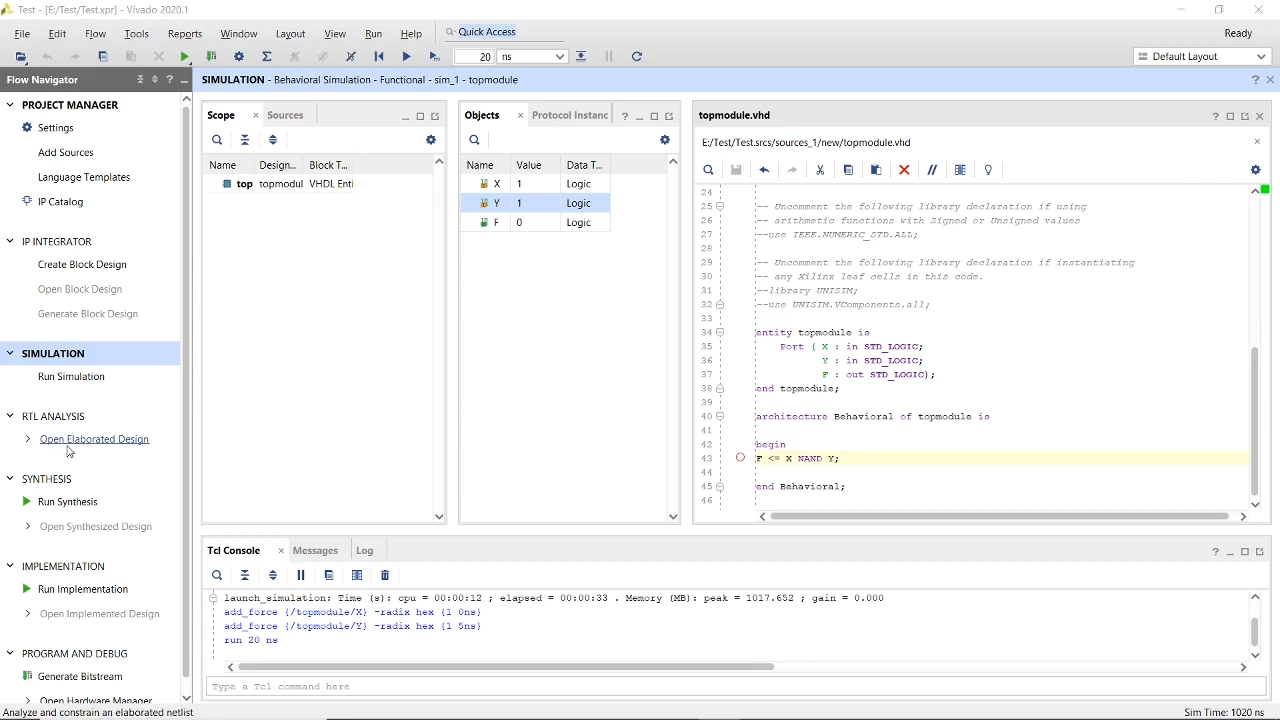 Test - [E:/Test/Test.xpr] - Vivado 2020.1
File Edit Flow Tools Reports Window Layout View Run Help Quick Access Ready
20 ns Default Layout
Flow Navigator
SIMULATION - Behavioral Simulation - Functional - sim_1 - topmodule
PROJECT MANAGER
Settings
Add Sources
Language Templates
IP Catalog
IP INTEGRATOR
Create Block Design
Open Block Design
Generate Block Design
SIMULATION
Run Simulation
RTL ANALYSIS
Open Elaborated Design
SYNTHESIS
Run Synthesis
Open Synthesized Design
IMPLEMENTATION
Run Implementation
Open Implemented Design
PROGRAM AND DEBUG
Generate Bitstream
Open Hardware Manager
Scope Sources
Name Design... Block T...
top topmodul VHDL Enti
Objects Protocol Instanc
Name Value Data T...
X 1 Logic
Y 1 Logic
F 0 Logic
topmodule.vhd
E:/Test/Test.srcs/sources_1/new/topmodule.vhd
24
25 -- Uncomment the following library declaration if using
26 -- arithmetic functions with Signed or Unsigned values
27 --use IEEE.NUMERIC_STD.ALL;
28
29 -- Uncomment the following library declaration if instantiating
30 -- any Xilinx leaf cells in this code.
31 --library UNISIM;
32 --use UNISIM.VComponents.all;
33
34 entity topmodule is
35 Port ( X : in STD_LOGIC;
36 Y : in STD_LOGIC;
37 F : out STD_LOGIC);
38 end topmodule;
39
40 architecture Behavioral of topmodule is
41
42 begin
43 F <= X NAND Y;
44
45 end Behavioral;
46
Tcl Console Messages Log
launch_simulation: Time (s): cpu = 00:00:12 ; elapsed = 00:00:33 . Memory (MB): peak = 1017.652 ; gain = 0.000
add_force {/topmodule/X} -radix hex {1 0ns}
add_force {/topmodule/Y} -radix hex {1 5ns}
run 20 ns
Type a Tcl command here
Analyze and constrain an elaborated netlist
Sim Time: 1020 ns